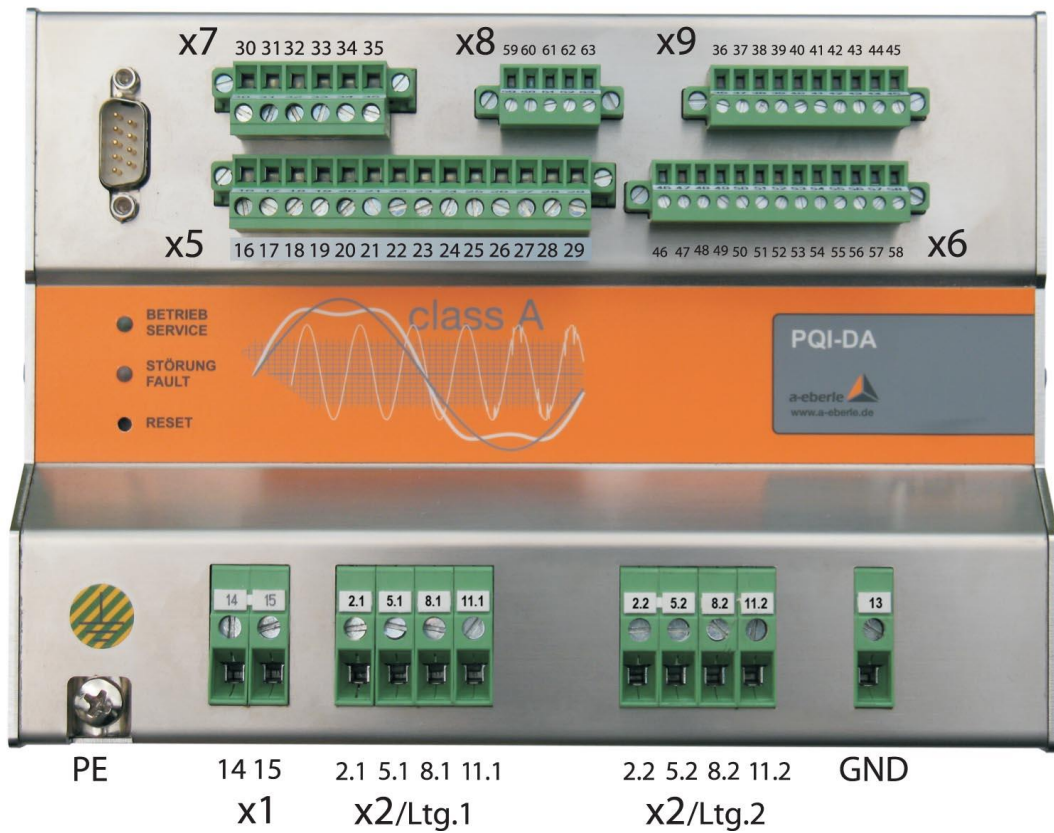 x7
30 31 32 33 34 35
x8
59 60 61 62 63
x9
36 37 38 39 40 41 42 43 44 45
x5
16 17 18 19 20 21 22 23 24 25 26 27 28 29
46 47 48 49 50 51 52 53 54 55 56 57 58
x6
BETRIEB
SERVICE
STÖRUNG
FAULT
RESET
class A
PQI-DA
a-eberle
www.a-eberle.de
14 15
2.1 5.1 8.1 11.1
2.2 5.2 8.2 11.2
13
PE
14 15
2.1 5.1 8.1 11.1
2.2 5.2 8.2 11.2
GND
x1
x2/Ltg.1
x2/Ltg.2